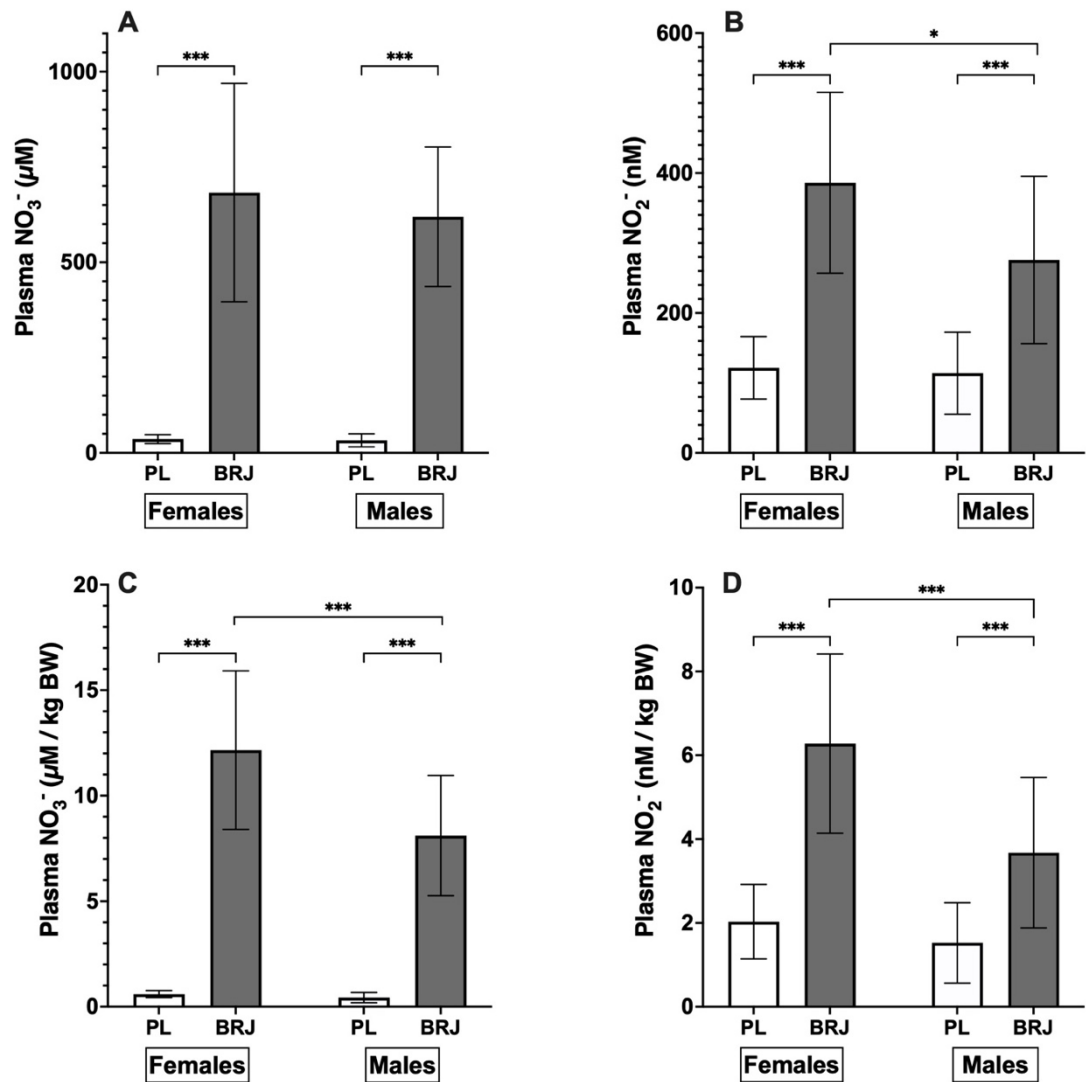 A
Plasma NO₃⁻ (µM)
1000
500
0
***
***
PL
BRJ
PL
BRJ
Females
Males
B
Plasma NO₂⁻ (nM)
600
400
200
0
*
***
***
PL
BRJ
PL
BRJ
Females
Males
C
Plasma NO₃⁻ (µM / kg BW)
20
15
10
5
0
***
***
***
PL
BRJ
PL
BRJ
Females
Males
D
Plasma NO₂⁻ (nM / kg BW)
10
8
6
4
2
0
***
***
***
PL
BRJ
PL
BRJ
Females
Males